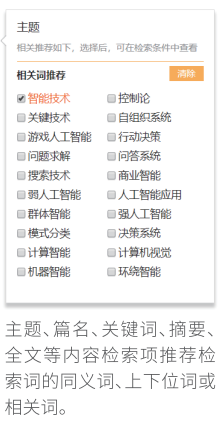 主题
相关推荐如下，选择后，可在检索条件中查看
相关词推荐 清除
智能技术 控制论
关键技术 自组织系统
游戏人工智能 行动决策
问题求解 问答系统
搜索技术 商业智能
弱人工智能 人工智能应用
群体智能 强人工智能
模式分类 决策系统
计算智能 计算机视觉
机器智能 环绕智能
主题、篇名、关键词、摘要、
全文等内容检索项推荐检
索词的同义词、上下位词或
相关词。